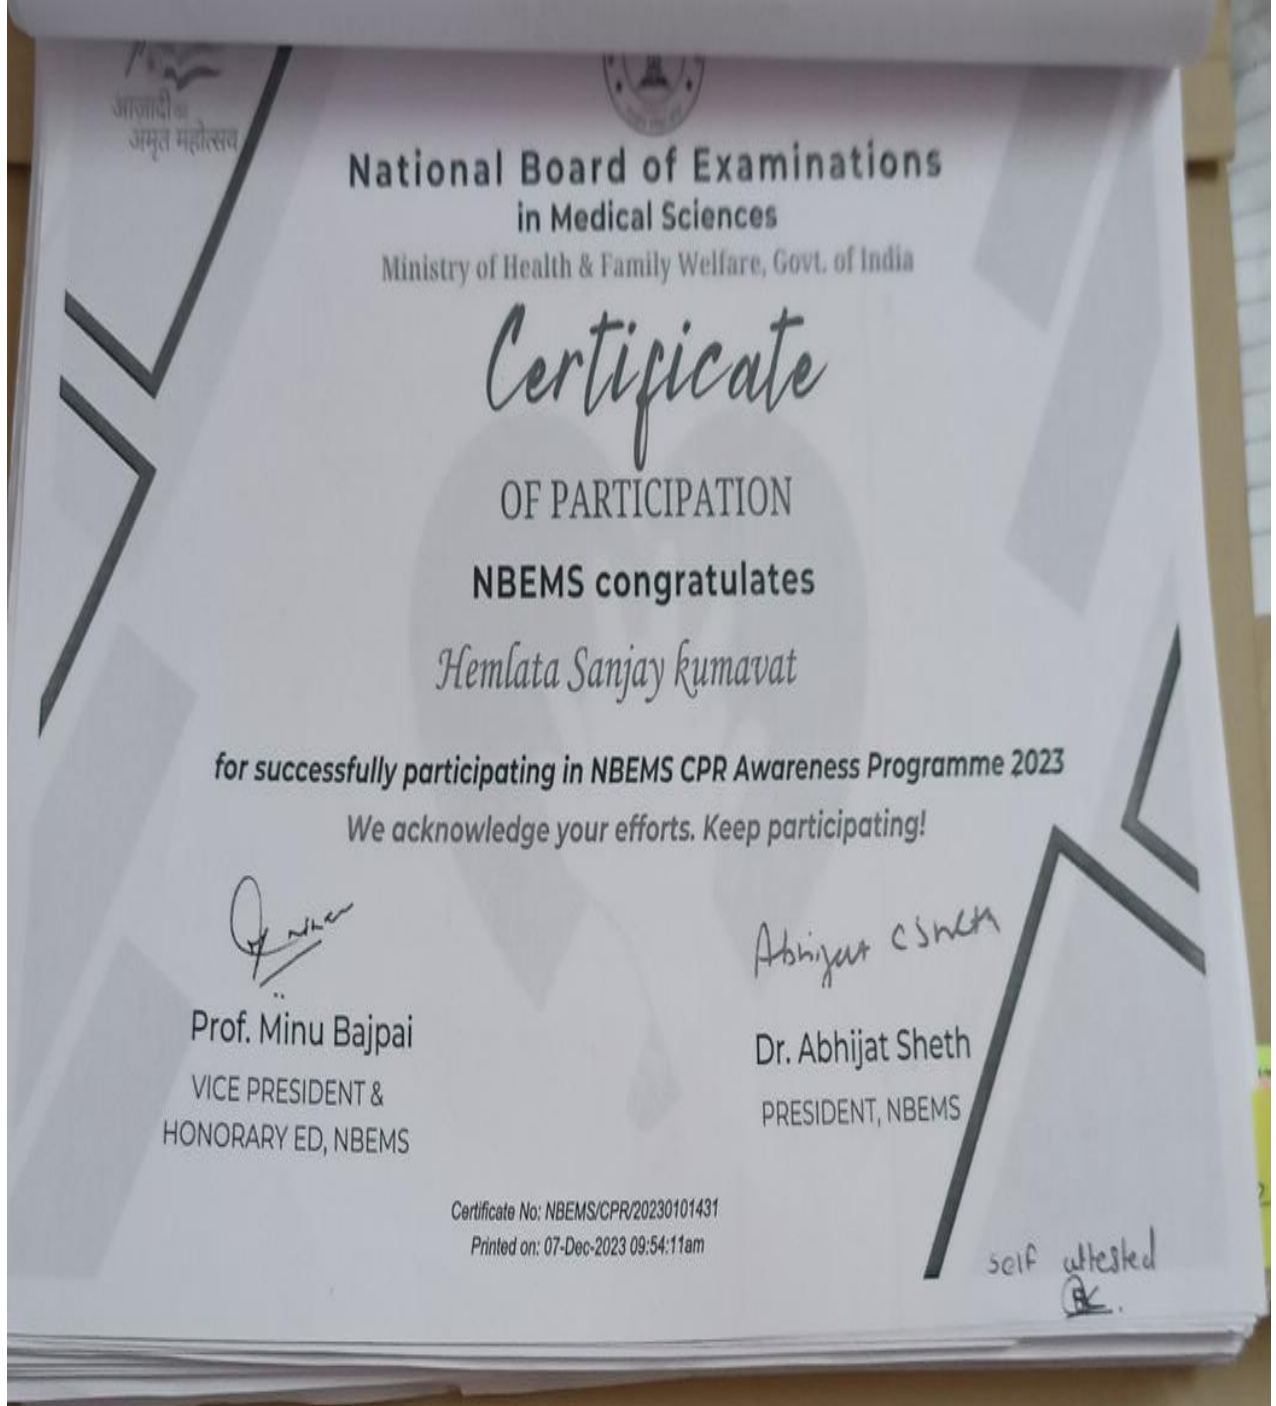 आज़ादी का
अमृत महोत्सव
National Board of Examinations
in Medical Sciences
Ministry of Health & Family Welfare, Govt. of India
Certificate
OF PARTICIPATION
NBEMS congratulates
Hemlata Sanjay kumavat
for successfully participating in NBEMS CPR Awareness Programme 2023
We acknowledge your efforts. Keep participating!
Abhijat C Sheth
Prof. Minu Bajpai
VICE PRESIDENT &
HONORARY ED, NBEMS
Dr. Abhijat Sheth
PRESIDENT, NBEMS
Certificate No: NBEMS/CPR/20230101431
Printed on: 07-Dec-2023 09:54:11am
self attested